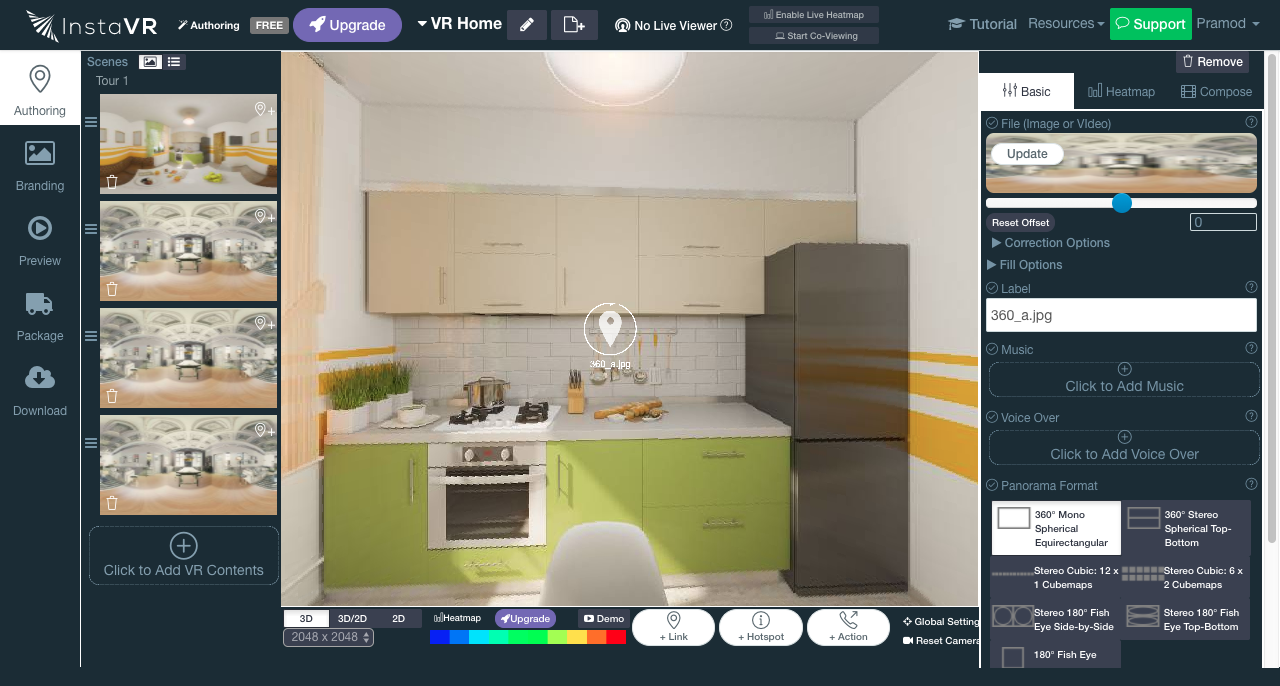 InstaVR
Authoring
FREE
Upgrade
VR Home
No Live Viewer
Enable Live Heatmap
Start Co-Viewing
Tutorial
Resources
Support
Pramod
Authoring
Branding
Preview
Package
Download
Scenes
Tour 1
Click to Add VR Contents
360_a.jpg
3D
3D/2D
2D
2048 x 2048
Heatmap
Upgrade
Demo
+ Link
+ Hotspot
+ Action
Global Setting
Reset Camera
Remove
Basic
Heatmap
Compose
File (Image or VIdeo)
Update
Reset Offset
0
Correction Options
Fill Options
Label
360_a.jpg
Music
Click to Add Music
Voice Over
Click to Add Voice Over
Panorama Format
360° Mono
Spherical
Equirectangular
360° Stereo
Spherical Top-
Bottom
Stereo Cubic: 12 x
1 Cubemaps
Stereo Cubic: 6 x
2 Cubemaps
Stereo 180° Fish
Eye Side-by-Side
Stereo 180° Fish
Eye Top-Bottom
180° Fish Eye